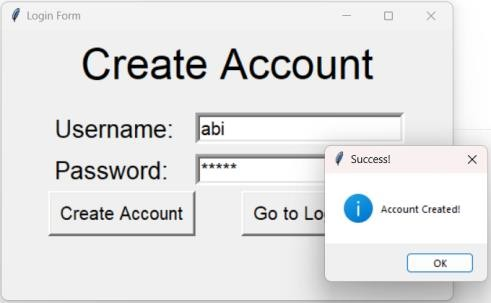 Login Form
Create Account
Username: abi
Password: *****
Create Account Go to Lo
Success!
Account Created!
OK